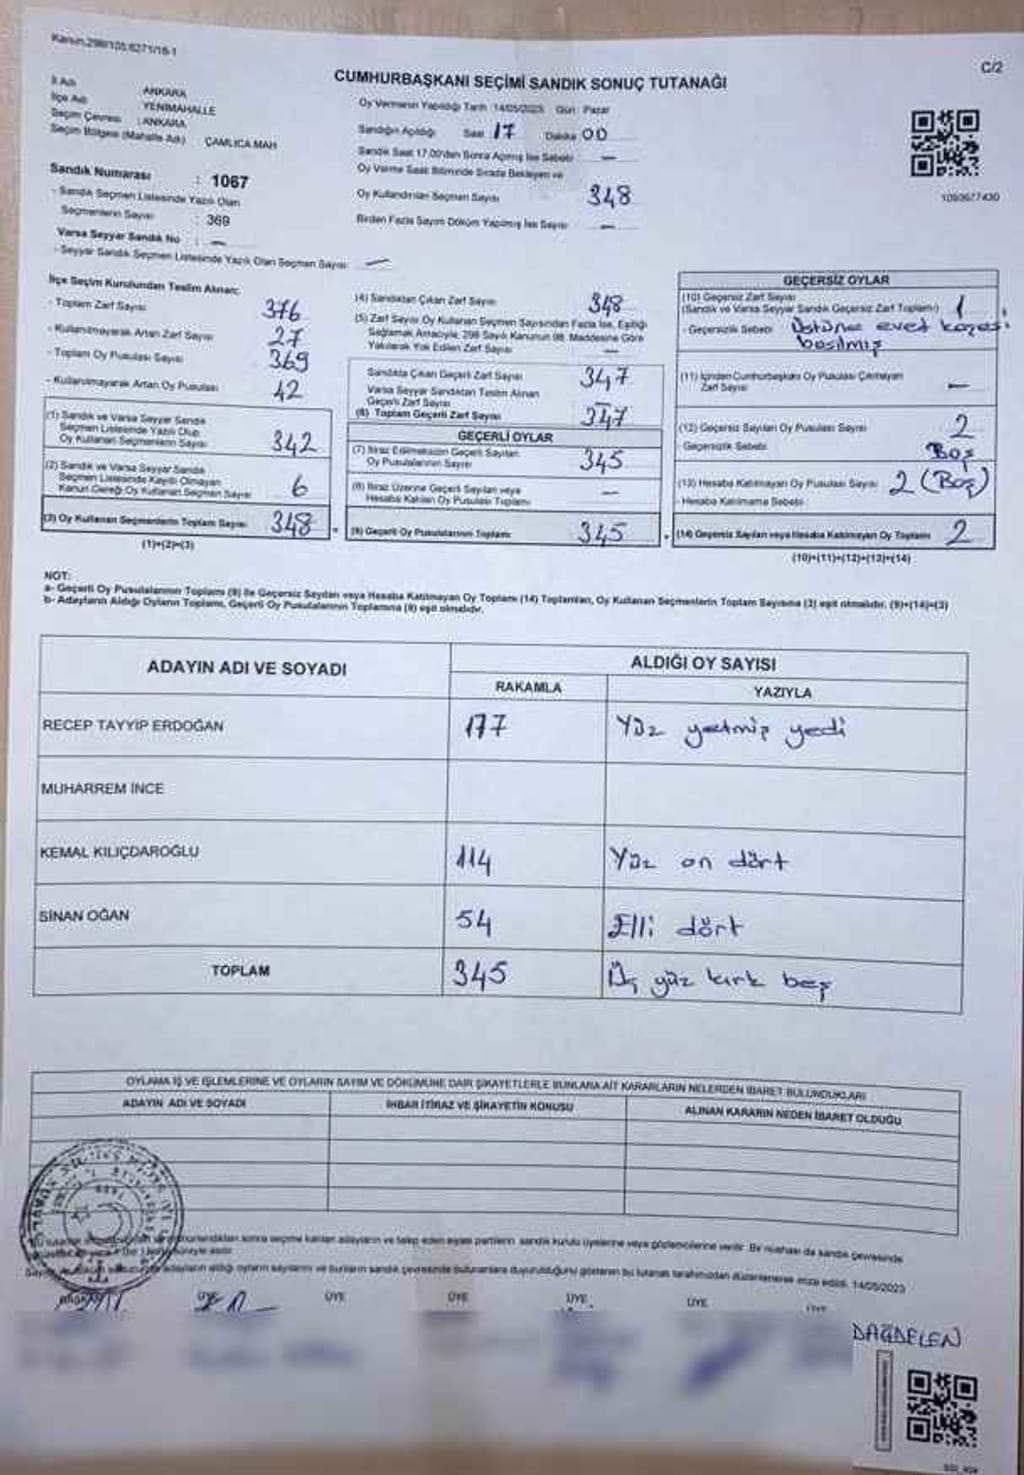 Kanun.298/105.6271/16-1
C/2
CUMHURBAŞKANI SEÇİMİ SANDIK SONUÇ TUTANAĞI
İl Adı ANKARA
İlçe Adı YENİMAHALLE
Seçim Çevresi : ANKARA
Seçim Bölgesi (Mahalle Adı) ÇAMLICA MAH
Sandık Numarası : 1067
- Sandık Seçmen Listesinde Yazılı Olan
Seçmenlerin Sayısı : 369
Varsa Seyyar Sandık No : —
- Seyyar Sandık Seçmen Listesinde Yazılı Olan Seçmen Sayısı —
Oy Vermenin Yapıldığı Tarih 14/05/2023 Gün Pazar
Sandığın Açıldığı Saat 17 Dakika 00
Sandık Saat 17.00'den Sonra Açılmış İse Sebebi —
Oy Verme Saati Bitiminde Sırada Bekleyen ve
Oy Kullandırılan Seçmen Sayısı 348
Birden Fazla Sayım Döküm Yapılmış İse Sayısı —
1093677430
İlçe Seçim Kurulundan Teslim Alınan:
- Toplam Zarf Sayısı 376
- Kullanılmayarak Artan Zarf Sayısı 27
- Toplam Oy Pusulası Sayısı 369
- Kullanılmayarak Artan Oy Pusulası 42
(1) Sandık ve Varsa Seyyar Sandık
Seçmen Listesinde Yazılı Olup
Oy Kullanan Seçmenlerin Sayısı 342
(2) Sandık ve Varsa Seyyar Sandık
Seçmen Listesinde Kayıtlı Olmayan
Kanun Gereği Oy Kullanan Seçmen Sayısı 6
(3) Oy Kullanan Seçmenlerin Toplam Sayısı 348
(1)+(2)=(3)
(4) Sandıktan Çıkan Zarf Sayısı 348
(5) Zarf Sayısı Oy Kullanan Seçmen Sayısından Fazla İse, Eşitliği
Sağlamak Amacıyla, 298 Sayılı Kanunun 98. Maddesine Göre
Yakılarak Yok Edilen Zarf Sayısı —
Sandıkta Çıkan Geçerli Zarf Sayısı 347
Varsa Seyyar Sandıktan Teslim Alınan
Geçerli Zarf Sayısı —
(6) Toplam Geçerli Zarf Sayısı 347
GEÇERLİ OYLAR
(7) İtiraz Edilmeksizin Geçerli Sayılan
Oy Pusulalarının Sayısı 345
(8) İtiraz Üzerine Geçerli Sayılan veya
Hesaba Katılan Oy Pusulası Toplamı —
(9) Geçerli Oy Pusulalarının Toplamı 345
GEÇERSİZ OYLAR
(10) Geçersiz Zarf Sayısı
(Sandık ve Varsa Seyyar Sandık Geçersiz Zarf Toplamı) 1
- Geçersizlik Sebebi Üstüne evet kaşesi
basılmış
(11) İçinden Cumhurbaşkanı Oy Pusulası Çıkmayan
Zarf Sayısı —
(12) Geçersiz Sayılan Oy Pusulası Sayısı 2
- Geçersizlik Sebebi Boş
(13) Hesaba Katılmayan Oy Pusulası Sayısı 2 (Boş)
- Hesaba Katılmama Sebebi
(14) Geçersiz Sayılan veya Hesaba Katılmayan Oy Toplamı 2
(10)+(11)+(12)+(13)=(14)
NOT:
a- Geçerli Oy Pusulalarının Toplamı (9) ile Geçersiz Sayılan veya Hesaba Katılmayan Oy Toplamı (14) Toplamları, Oy Kullanan Seçmenlerin Toplam Sayısına (3) eşit olmalıdır. (9)+(14)=(3)
b- Adayların Aldığı Oyların Toplamı, Geçerli Oy Pusulalarının Toplamına (9) eşit olmalıdır.
ADAYIN ADI VE SOYADI ALDIĞI OY SAYISI
RAKAMLA YAZIYLA
RECEP TAYYİP ERDOĞAN 177 Yüz yetmiş yedi
MUHARREM İNCE
KEMAL KILIÇDAROĞLU 114 Yüz on dört
SİNAN OĞAN 54 Elli dört
TOPLAM 345 Üç yüz kırk beş
OYLAMA İŞ VE İŞLEMLERİNE VE OYLARIN SAYIM VE DÖKÜMÜNE DAİR ŞİKAYETLERLE BUNLARA AİT KARARLARIN NELERDEN İBARET BULUNDUKLARI
ADAYIN ADI VE SOYADI İHBAR İTİRAZ VE ŞİKAYETİN KONUSU ALINAN KARARIN NEDEN İBARET OLDUĞU
sonra seçime katılan adayların ve talep eden siyasi partilerin sandık kurulu üyelerine veya gözlemcilerine verilir. Bir nüshası da sandık çevresinde
adayların aldığı oyların sayılarını ve bunların sandık çevresinde bulunanlara duyurulduğunu gösteren bu tutanak tarafımızdan düzenlenerek imza edildi. 14/05/2023
BAŞKAN ÜYE ÜYE ÜYE ÜYE ÜYE ÜYE
DAĞDELEN